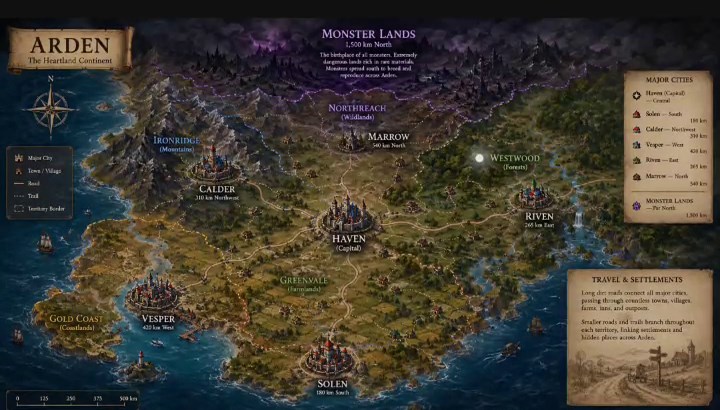 ARDEN
The Heartland Continent
N
MONSTER LANDS
1,500 km North
The birthplace of all monsters. Extremely
dangerous lands rich in rare materials.
Monsters spread south to breed and
reproduce across Arden.
NORTHREACH
(Wildlands)
MARROW
540 km North
IRONRIDGE
(Mountains)
CALDER
310 km Northwest
WESTWOOD
(Forests)
RIVEN
265 km East
HAVEN
(Capital)
GREENVALE
(Farmlands)
GOLD COAST
(Coastlands)
VESPER
420 km West
SOLEN
180 km South
Major City
Town / Village
Road
Trail
Territory Border
0 125 250 375 500 km
MAJOR CITIES
Haven (Capital)
— Central
Solen — South
180 km
Calder — Northwest
310 km
Vesper — West
420 km
Riven — East
265 km
Marrow — North
540 km
MONSTER LANDS
— Far North
1,500 km
TRAVEL & SETTLEMENTS
Long dirt roads connect all major cities,
passing through countless towns, villages,
farms, inns, and outposts.
Smaller roads and trails branch throughout
each territory, linking settlements and
hidden places across Arden.